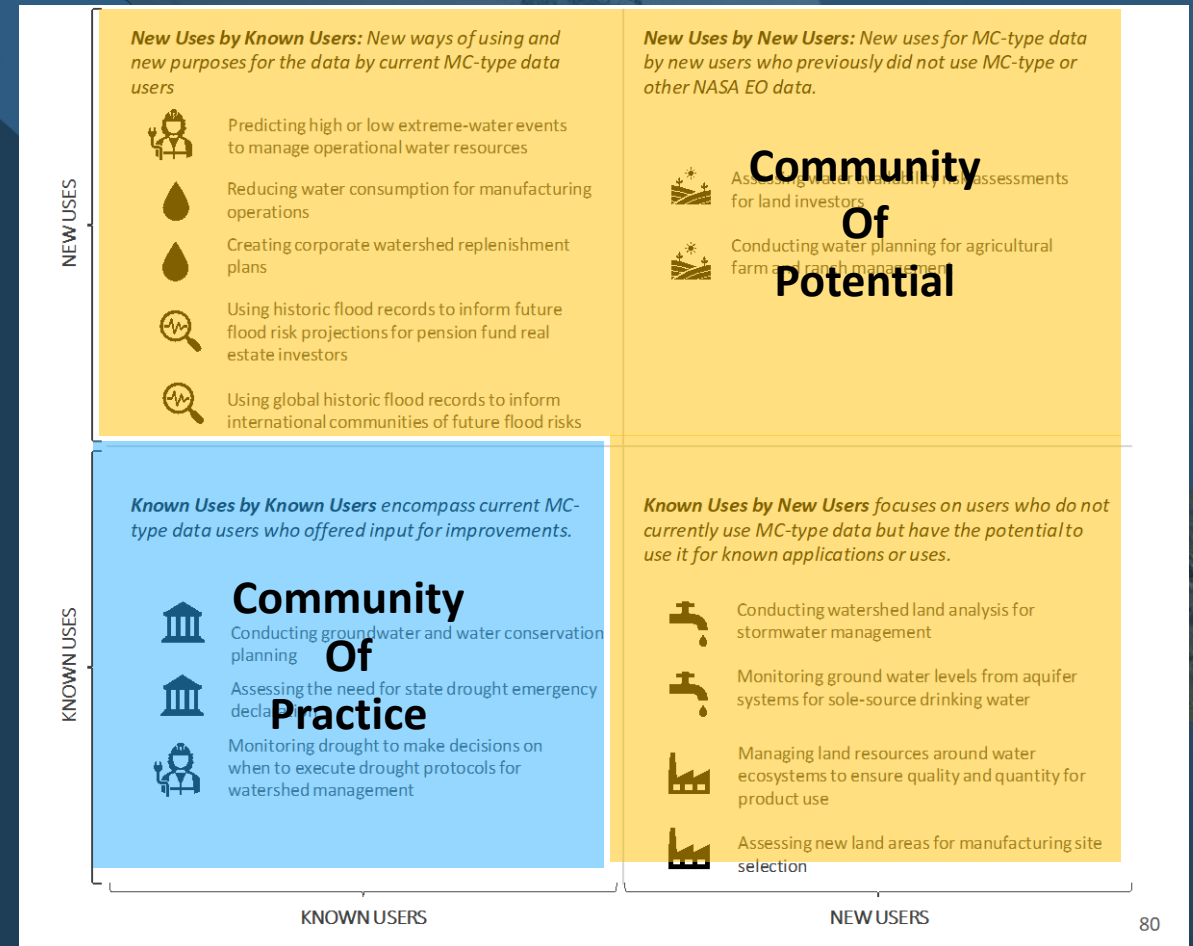 NEW USES
New Uses by Known Users: New ways of using and
new purposes for the data by current MC-type data
users
Predicting high or low extreme-water events
to manage operational water resources
Reducing water consumption for manufacturing
operations
Creating corporate watershed replenishment
plans
Using historic flood records to inform future
flood risk projections for pension fund real
estate investors
Using global historic flood records to inform
international communities of future flood risks
New Uses by New Users: New uses for MC-type data
by new users who previously did not use MC-type or
other NASA EO data.
Community
Of
Potential
Assessing water availability risk assessments
for land investors
Conducting water planning for agricultural
farm and ranch management
KNOWN USES
Known Uses by Known Users encompass current MC-
type data users who offered input for improvements.
Community
Of
Practice
Conducting groundwater and water conservation
planning
Assessing the need for state drought emergency
declaration
Monitoring drought to make decisions on
when to execute drought protocols for
watershed management
Known Uses by New Users focuses on users who do not
currently use MC-type data but have the potential to
use it for known applications or uses.
Conducting watershed land analysis for
stormwater management
Monitoring ground water levels from aquifer
systems for sole-source drinking water
Managing land resources around water
ecosystems to ensure quality and quantity for
product use
Assessing new land areas for manufacturing site
selection
KNOWN USERS
NEW USERS
80